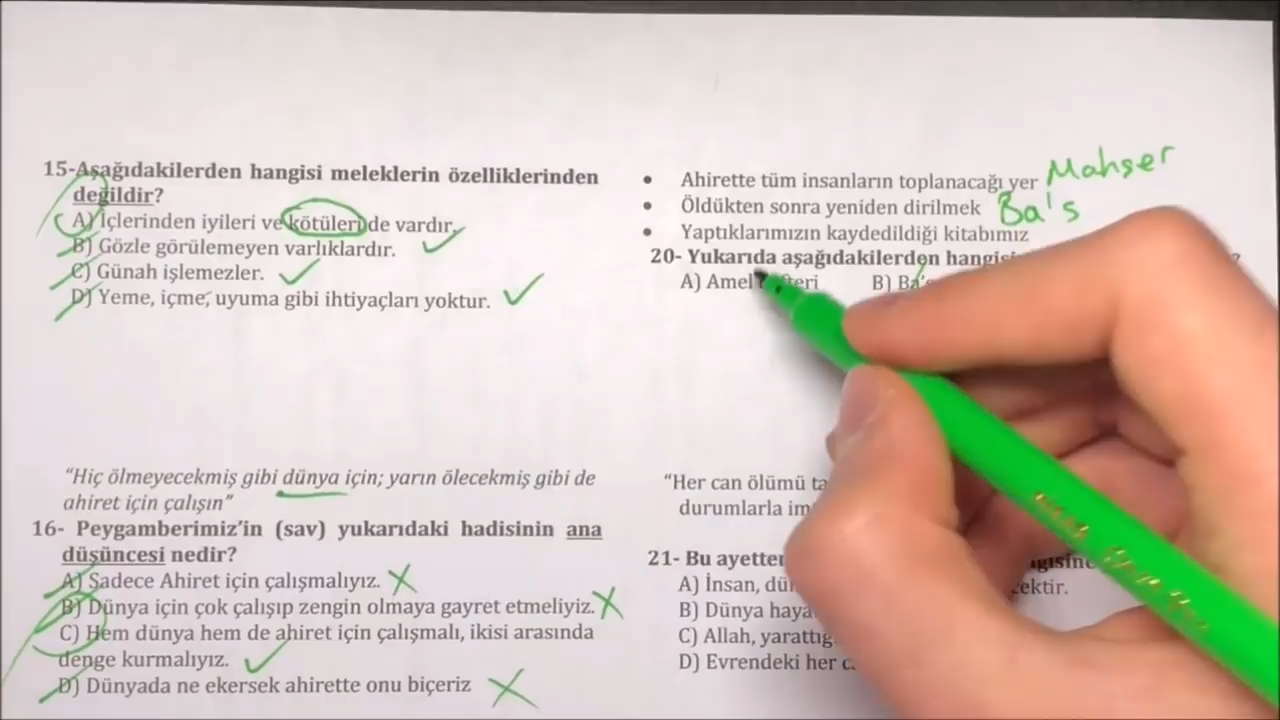 15-Aşağıdakilerden hangisi meleklerin özelliklerinden
değildir?
A) İçlerinden iyileri ve kötüleri de vardır.
B) Gözle görülemeyen varlıklardır.
C) Günah işlemezler.
D) Yeme, içme, uyuma gibi ihtiyaçları yoktur.
"Hiç ölmeyecekmiş gibi dünya için; yarın ölecekmiş gibi de
ahiret için çalışın"
16- Peygamberimiz'in (sav) yukarıdaki hadisinin ana
düşüncesi nedir?
A) Sadece Ahiret için çalışmalıyız.
B) Dünya için çok çalışıp zengin olmaya gayret etmeliyiz.
C) Hem dünya hem de ahiret için çalışmalı, ikisi arasında
denge kurmalıyız.
D) Dünyada ne ekersek ahirette onu biçeriz
• Ahirette tüm insanların toplanacağı yer Mahşer
• Öldükten sonra yeniden dirilmek Ba's
• Yaptıklarımızın kaydedildiği kitabımız
20- Yukarıda aşağıdakilerden hangisi
A) Amel B) Ba's
"Her can ölümü
durumlarla
21- Bu ayetten
A) İnsan,
B) Dünya
C) Allah,
D) Evrendeki her